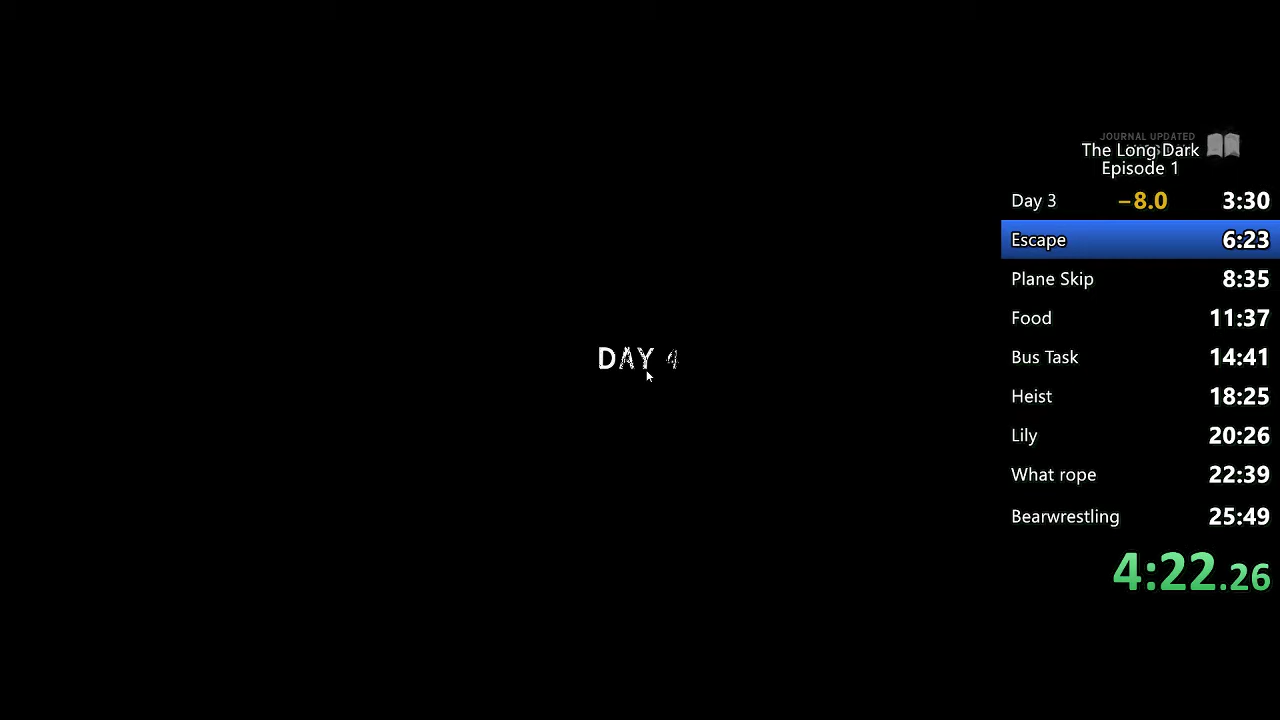 JOURNAL UPDATED
The Long Dark
Episode 1
Day 3 −8.0 3:30
Escape 6:23
Plane Skip 8:35
Food 11:37
Bus Task 14:41
Heist 18:25
Lily 20:26
What rope 22:39
Bearwrestling 25:49
4:22.26
DAY 4